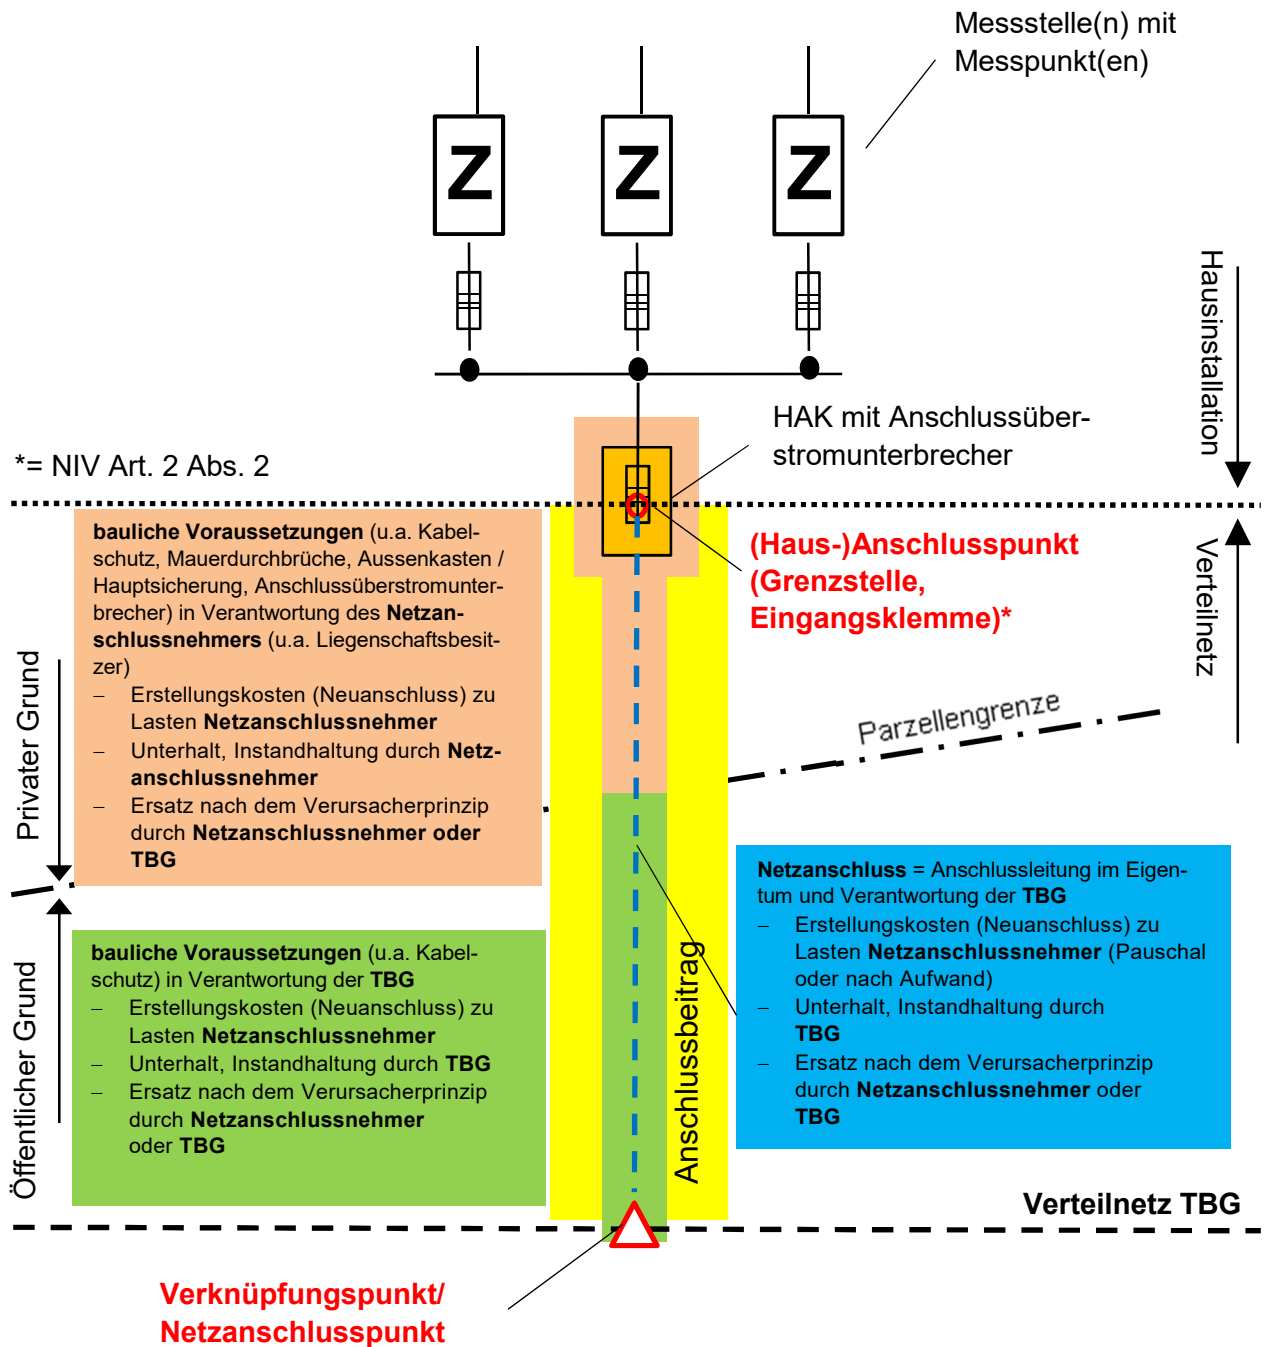 Messstelle(n) mit
Messpunkt(en)
Z
Z
Z
Hausinstallation
HAK mit Anschlussüber-
stromunterbrecher
*= NIV Art. 2 Abs. 2
bauliche Voraussetzungen (u.a. Kabel-
schutz, Mauerdurchbrüche, Aussenkasten /
Hauptsicherung, Anschlussüberstromunter-
brecher) in Verantwortung des Netzan-
schlussnehmers (u.a. Liegenschaftsbesit-
zer)
– Erstellungskosten (Neuanschluss) zu
Lasten Netzanschlussnehmer
– Unterhalt, Instandhaltung durch Netz-
anschlussnehmer
– Ersatz nach dem Verursacherprinzip
durch Netzanschlussnehmer oder
TBG
(Haus-)Anschlusspunkt
(Grenzstelle,
Eingangsklemme)*
Verteilnetz
Privater Grund
Parzellengrenze
Netzanschluss = Anschlussleitung im Eigen-
tum und Verantwortung der TBG
– Erstellungskosten (Neuanschluss) zu
Lasten Netzanschlussnehmer (Pauschal
oder nach Aufwand)
– Unterhalt, Instandhaltung durch
TBG
– Ersatz nach dem Verursacherprinzip
durch Netzanschlussnehmer oder
TBG
Öffentlicher Grund
bauliche Voraussetzungen (u.a. Kabel-
schutz) in Verantwortung der TBG
– Erstellungskosten (Neuanschluss) zu
Lasten Netzanschlussnehmer
– Unterhalt, Instandhaltung durch TBG
– Ersatz nach dem Verursacherprinzip
durch Netzanschlussnehmer
oder TBG
Anschlussbeitrag
Verteilnetz TBG
Verknüpfungspunkt/
Netzanschlusspunkt